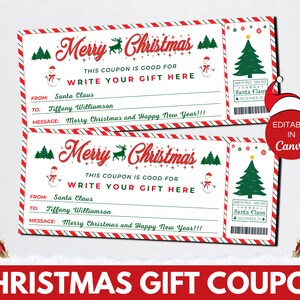 Merry Christmas
THIS COUPON IS GOOD FOR
WRITE YOUR GIFT HERE
FROM: Santa Claus
TO: Tiffany Williamson
MESSAGE: Merry Christmas and Happy New Year!!!
Santa Claus
EDITABLE
IN
Canva
Merry Christmas
THIS COUPON IS GOOD FOR
WRITE YOUR GIFT HERE
FROM: Santa Claus
TO: Tiffany Williamson
MESSAGE: Merry Christmas and Happy New Year!!!
Santa Claus
HRISTMAS GIFT COUPO